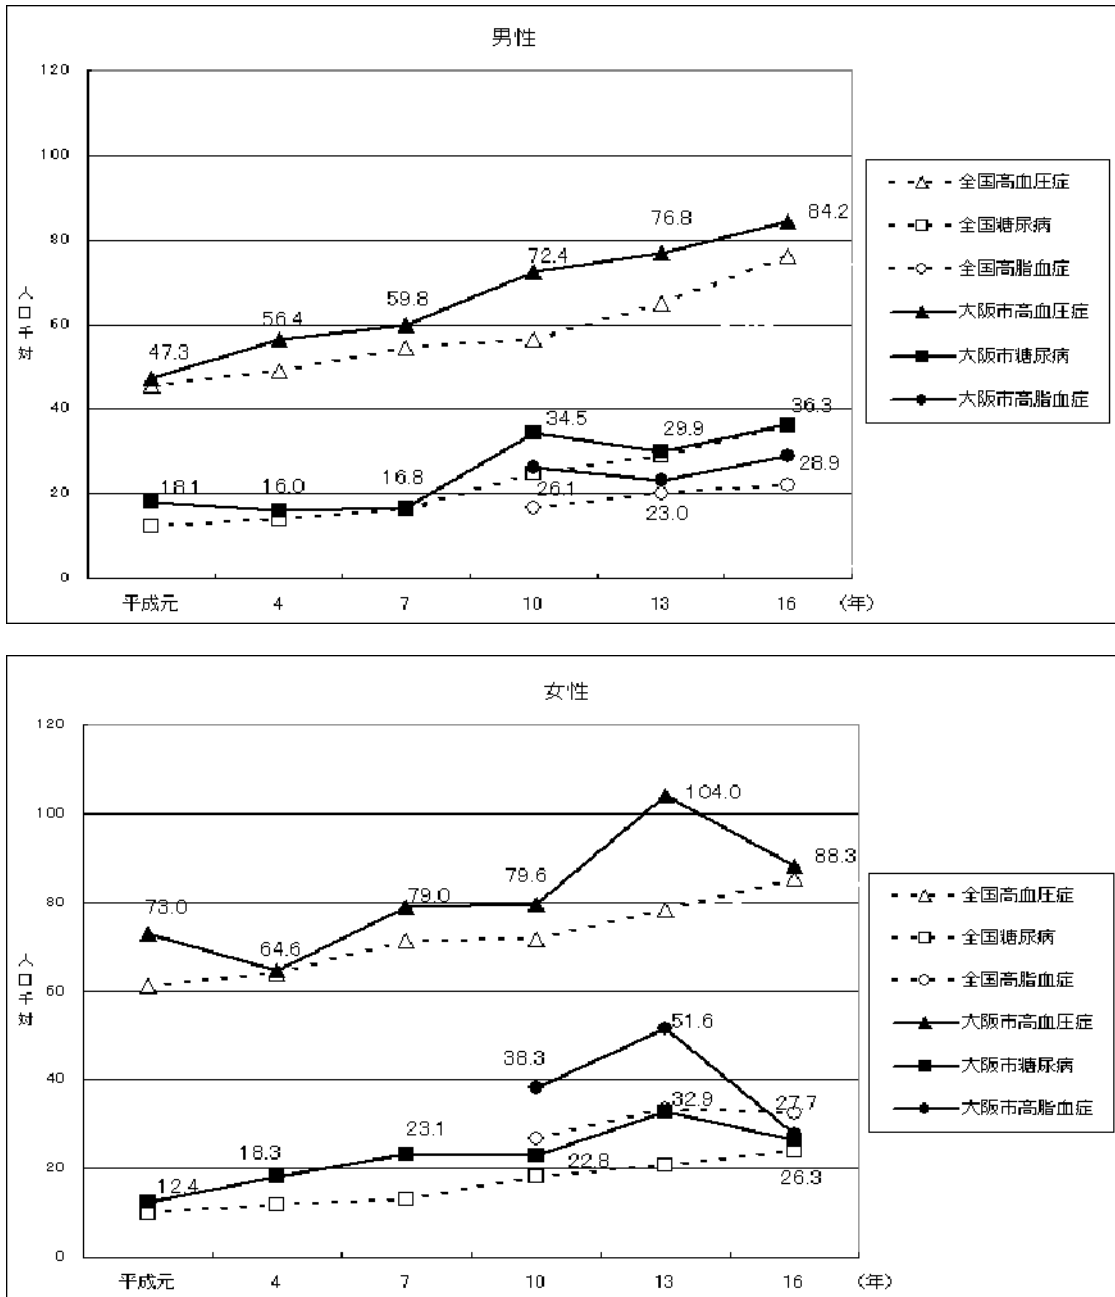 男性
120
100
80
60
40
20
0
人口千対
47.3
56.4
59.8
72.4
76.8
84.2
18.1
16.0
16.8
34.5
29.9
36.3
26.1
23.0
28.9
平成元
4
7
10
13
16
(年)
全国高血圧症
全国糖尿病
全国高脂血症
大阪市高血圧症
大阪市糖尿病
大阪市高脂血症
女性
120
100
80
60
40
20
0
人口千対
73.0
64.6
79.0
79.6
104.0
88.3
38.3
51.6
27.7
12.4
18.3
23.1
22.8
32.9
26.3
平成元
4
7
10
13
16
(年)
全国高血圧症
全国糖尿病
全国高脂血症
大阪市高血圧症
大阪市糖尿病
大阪市高脂血症